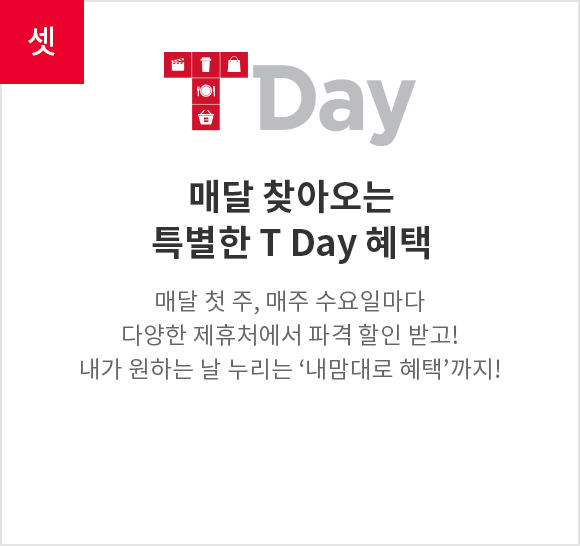 셋
T Day
매달 찾아오는
특별한 T Day 혜택
매달 첫 주, 매주 수요일마다
다양한 제휴처에서 파격 할인 받고!
내가 원하는 날 누리는 ‘내맘대로 혜택’까지!